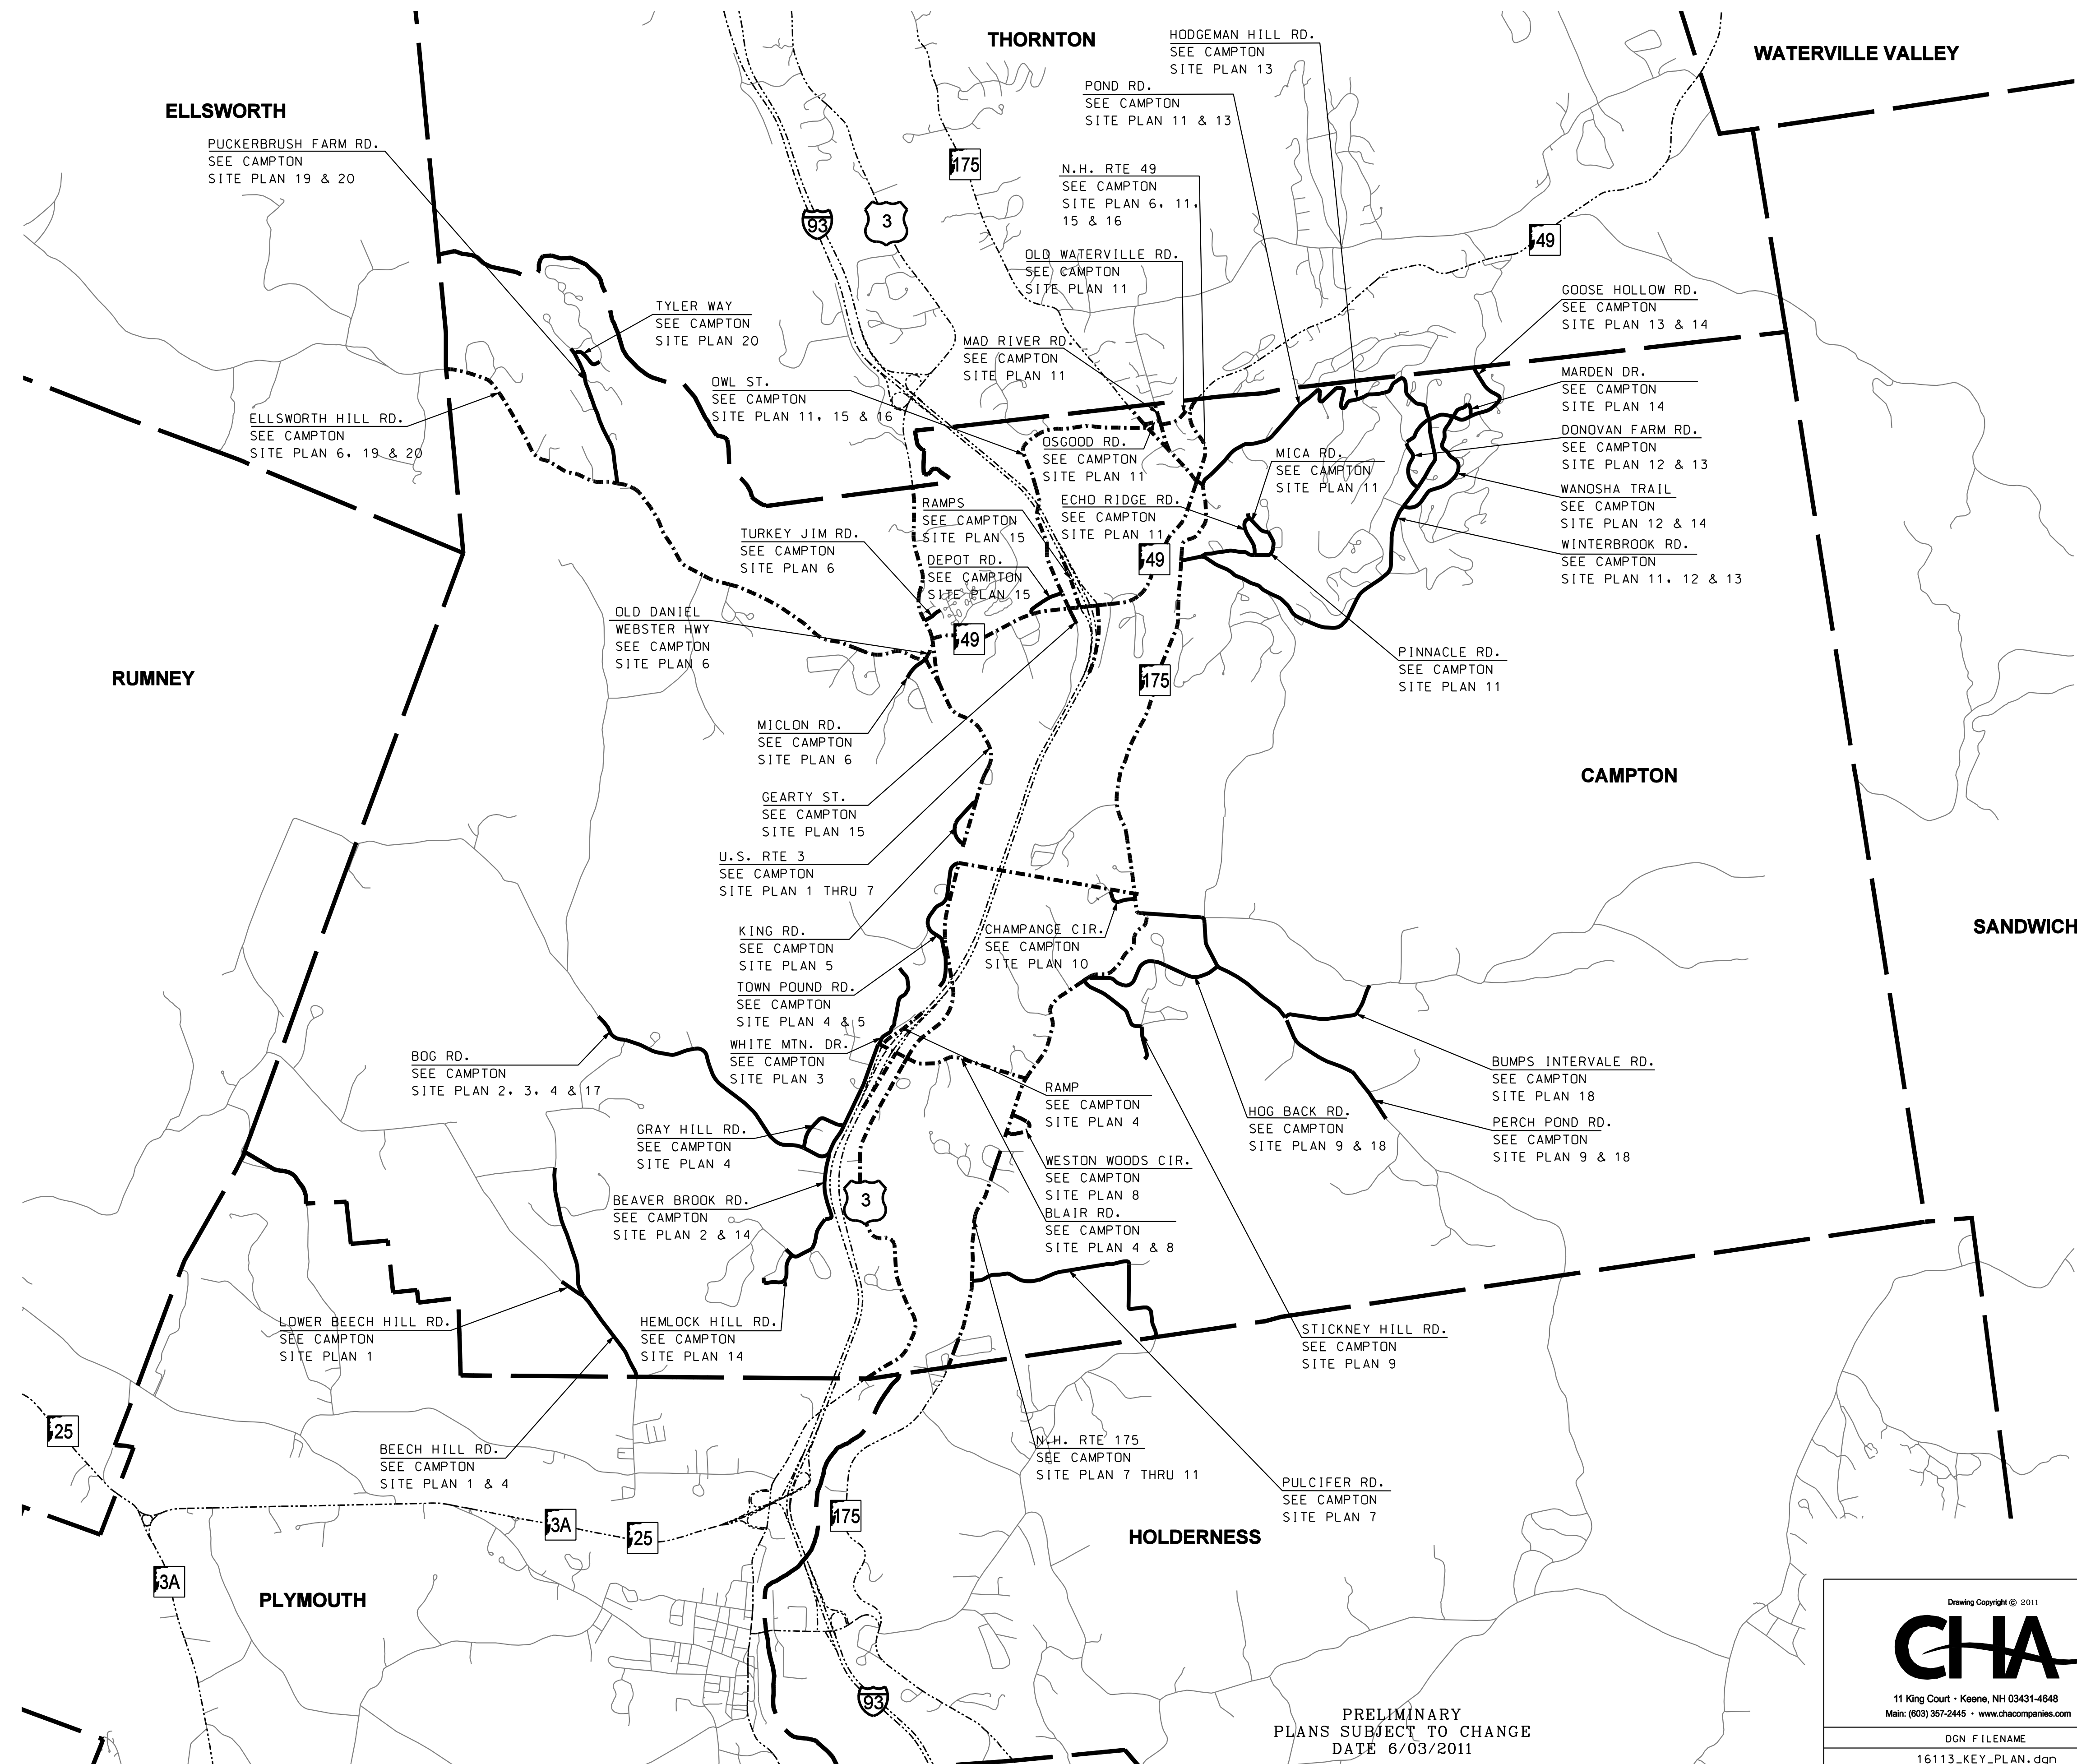 THORNTON
HODGEMAN HILL RD.
SEE CAMPTON
SITE PLAN 13
WATERVILLE VALLEY
POND RD.
SEE CAMPTON
SITE PLAN 11 & 13
ELLSWORTH
PUCKERBRUSH FARM RD.
SEE CAMPTON
SITE PLAN 19 & 20
175
N.H. RTE 49
SEE CAMPTON
SITE PLAN 6, 11,
15 & 16
93
3
49
OLD WATERVILLE RD.
SEE CAMPTON
SITE PLAN 11
GOOSE HOLLOW RD.
SEE CAMPTON
SITE PLAN 13 & 14
TYLER WAY
SEE CAMPTON
SITE PLAN 20
MAD RIVER RD.
SEE CAMPTON
SITE PLAN 11
MARDEN DR.
SEE CAMPTON
SITE PLAN 14
OWL ST.
SEE CAMPTON
SITE PLAN 11, 15 & 16
ELLSWORTH HILL RD.
SEE CAMPTON
SITE PLAN 6, 19 & 20
OSGOOD RD.
SEE CAMPTON
SITE PLAN 11
MICA RD.
SEE CAMPTON
SITE PLAN 11
DONOVAN FARM RD.
SEE CAMPTON
SITE PLAN 12 & 13
WANOSHA TRAIL
SEE CAMPTON
SITE PLAN 12 & 14
RAMPS
SEE CAMPTON
SITE PLAN 15
ECHO RIDGE RD.
SEE CAMPTON
SITE PLAN 11
TURKEY JIM RD.
SEE CAMPTON
SITE PLAN 6
DEPOT RD.
SEE CAMPTON
SITE PLAN 15
49
WINTERBROOK RD.
SEE CAMPTON
SITE PLAN 11, 12 & 13
OLD DANIEL
WEBSTER HWY
SEE CAMPTON
SITE PLAN 6
49
RUMNEY
175
PINNACLE RD.
SEE CAMPTON
SITE PLAN 11
MICLON RD.
SEE CAMPTON
SITE PLAN 6
CAMPTON
GEARTY ST.
SEE CAMPTON
SITE PLAN 15
U.S. RTE 3
SEE CAMPTON
SITE PLAN 1 THRU 7
KING RD.
SEE CAMPTON
SITE PLAN 5
CHAMPANGE CIR.
SEE CAMPTON
SITE PLAN 10
SANDWICH
TOWN POUND RD.
SEE CAMPTON
SITE PLAN 4 & 5
WHITE MTN. DR.
SEE CAMPTON
SITE PLAN 3
BOG RD.
SEE CAMPTON
SITE PLAN 2, 3, 4 & 17
RAMP
SEE CAMPTON
SITE PLAN 4
BUMPS INTERVALE RD.
SEE CAMPTON
SITE PLAN 18
HOG BACK RD.
SEE CAMPTON
SITE PLAN 9 & 18
PERCH POND RD.
SEE CAMPTON
SITE PLAN 9 & 18
GRAY HILL RD.
SEE CAMPTON
SITE PLAN 4
WESTON WOODS CIR.
SEE CAMPTON
SITE PLAN 8
BEAVER BROOK RD.
SEE CAMPTON
SITE PLAN 2 & 14
3
BLAIR RD.
SEE CAMPTON
SITE PLAN 4 & 8
LOWER BEECH HILL RD.
SEE CAMPTON
SITE PLAN 1
HEMLOCK HILL RD.
SEE CAMPTON
SITE PLAN 14
STICKNEY HILL RD.
SEE CAMPTON
SITE PLAN 9
25
BEECH HILL RD.
SEE CAMPTON
SITE PLAN 1 & 4
N.H. RTE 175
SEE CAMPTON
SITE PLAN 7 THRU 11
PULCIFER RD.
SEE CAMPTON
SITE PLAN 7
3A
25
175
HOLDERNESS
3A
PLYMOUTH
93
PRELIMINARY
PLANS SUBJECT TO CHANGE
DATE 6/03/2011
Drawing Copyright © 2011
CHA
11 King Court • Keene, NH 03431-4648
Main: (603) 357-2445 • www.chacompanies.com
DGN FILENAME
16113_KEY_PLAN.dgn